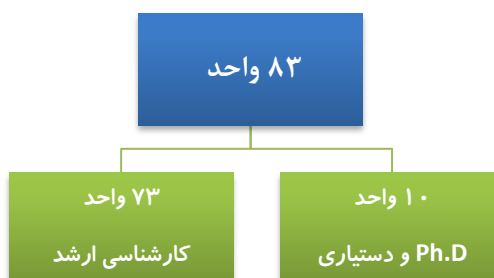 ۸۳ واحد
۱۰ واحد
Ph.D و دستیاری
۷۳ واحد
کارشناسی ارشد